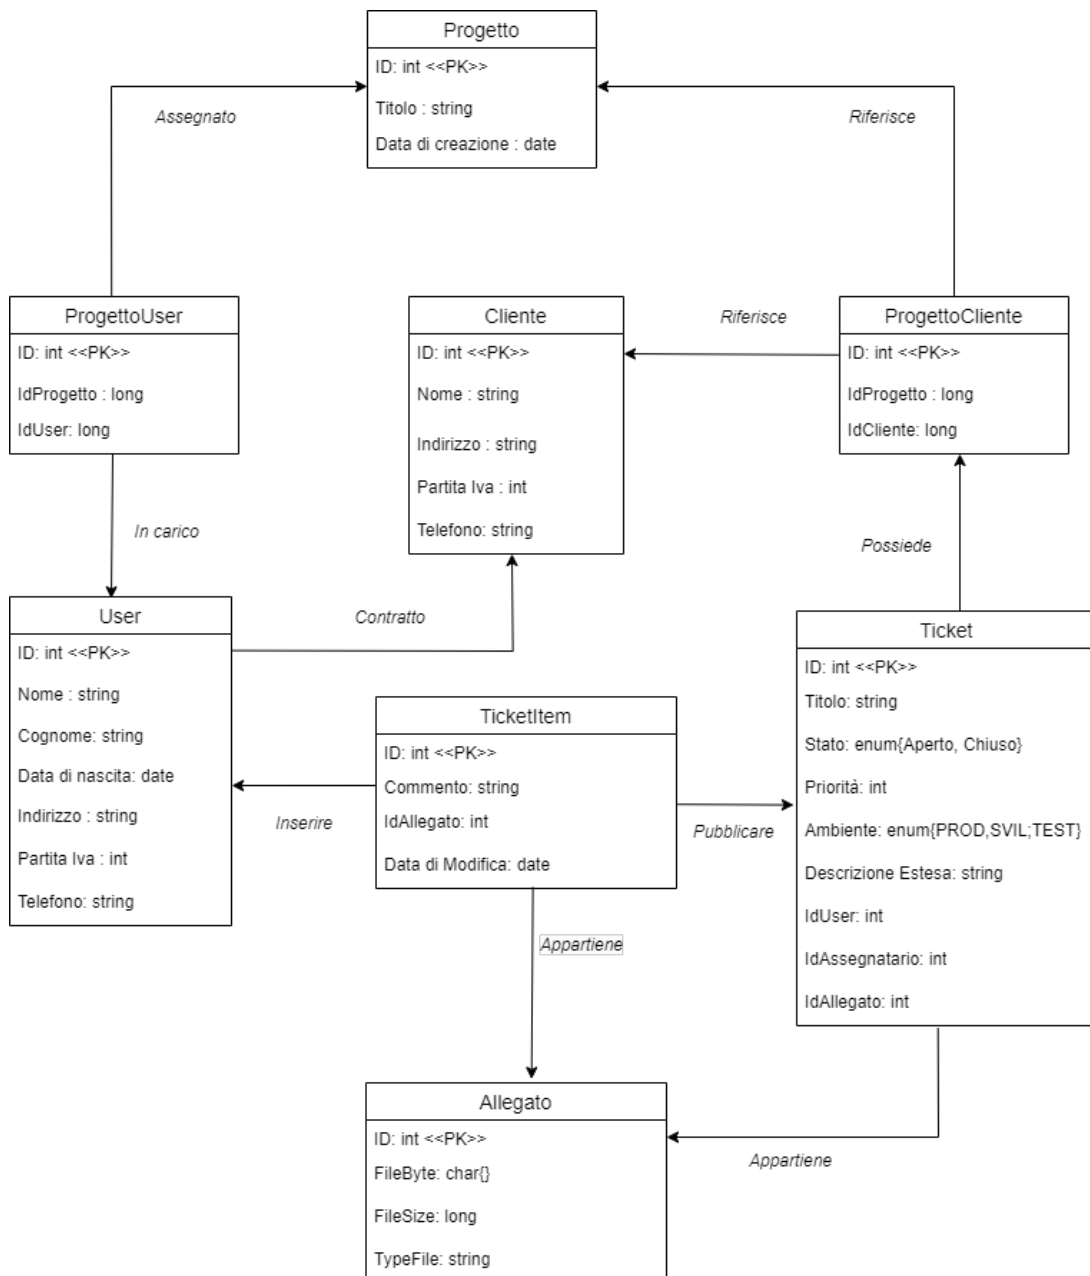 Progetto
ID: int <<PK>>
Titolo : string
Data di creazione : date
Assegnato
Riferisce
ProgettoUser
ID: int <<PK>>
IdProgetto : long
IdUser: long
Cliente
ID: int <<PK>>
Nome : string
Indirizzo : string
Partita Iva : int
Telefono: string
Riferisce
ProgettoCliente
ID: int <<PK>>
IdProgetto : long
IdCliente: long
In carico
Possiede
User
ID: int <<PK>>
Nome : string
Cognome: string
Data di nascita: date
Indirizzo : string
Partita Iva : int
Telefono: string
Contratto
TicketItem
ID: int <<PK>>
Commento: string
IdAllegato: int
Data di Modifica: date
Inserire
Pubblicare
Ticket
ID: int <<PK>>
Titolo: string
Stato: enum{Aperto, Chiuso}
Priorità: int
Ambiente: enum{PROD,SVIL;TEST}
Descrizione Estesa: string
IdUser: int
IdAssegnatario: int
IdAllegato: int
Appartiene
Appartiene
Allegato
ID: int <<PK>>
FileByte: char{}
FileSize: long
TypeFile: string